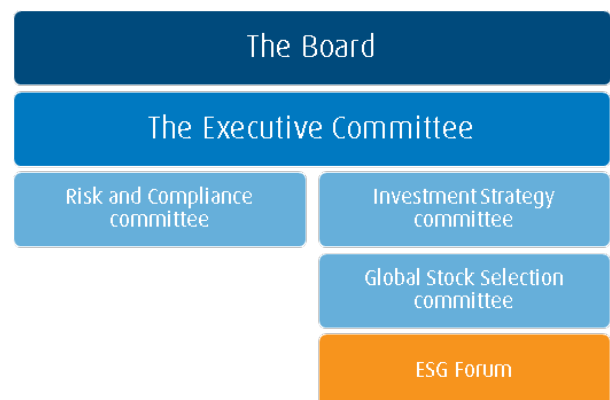 The Board
The Executive Committee
Risk and Compliance
committee
Investment Strategy
committee
Global Stock Selection
committee
ESG Forum